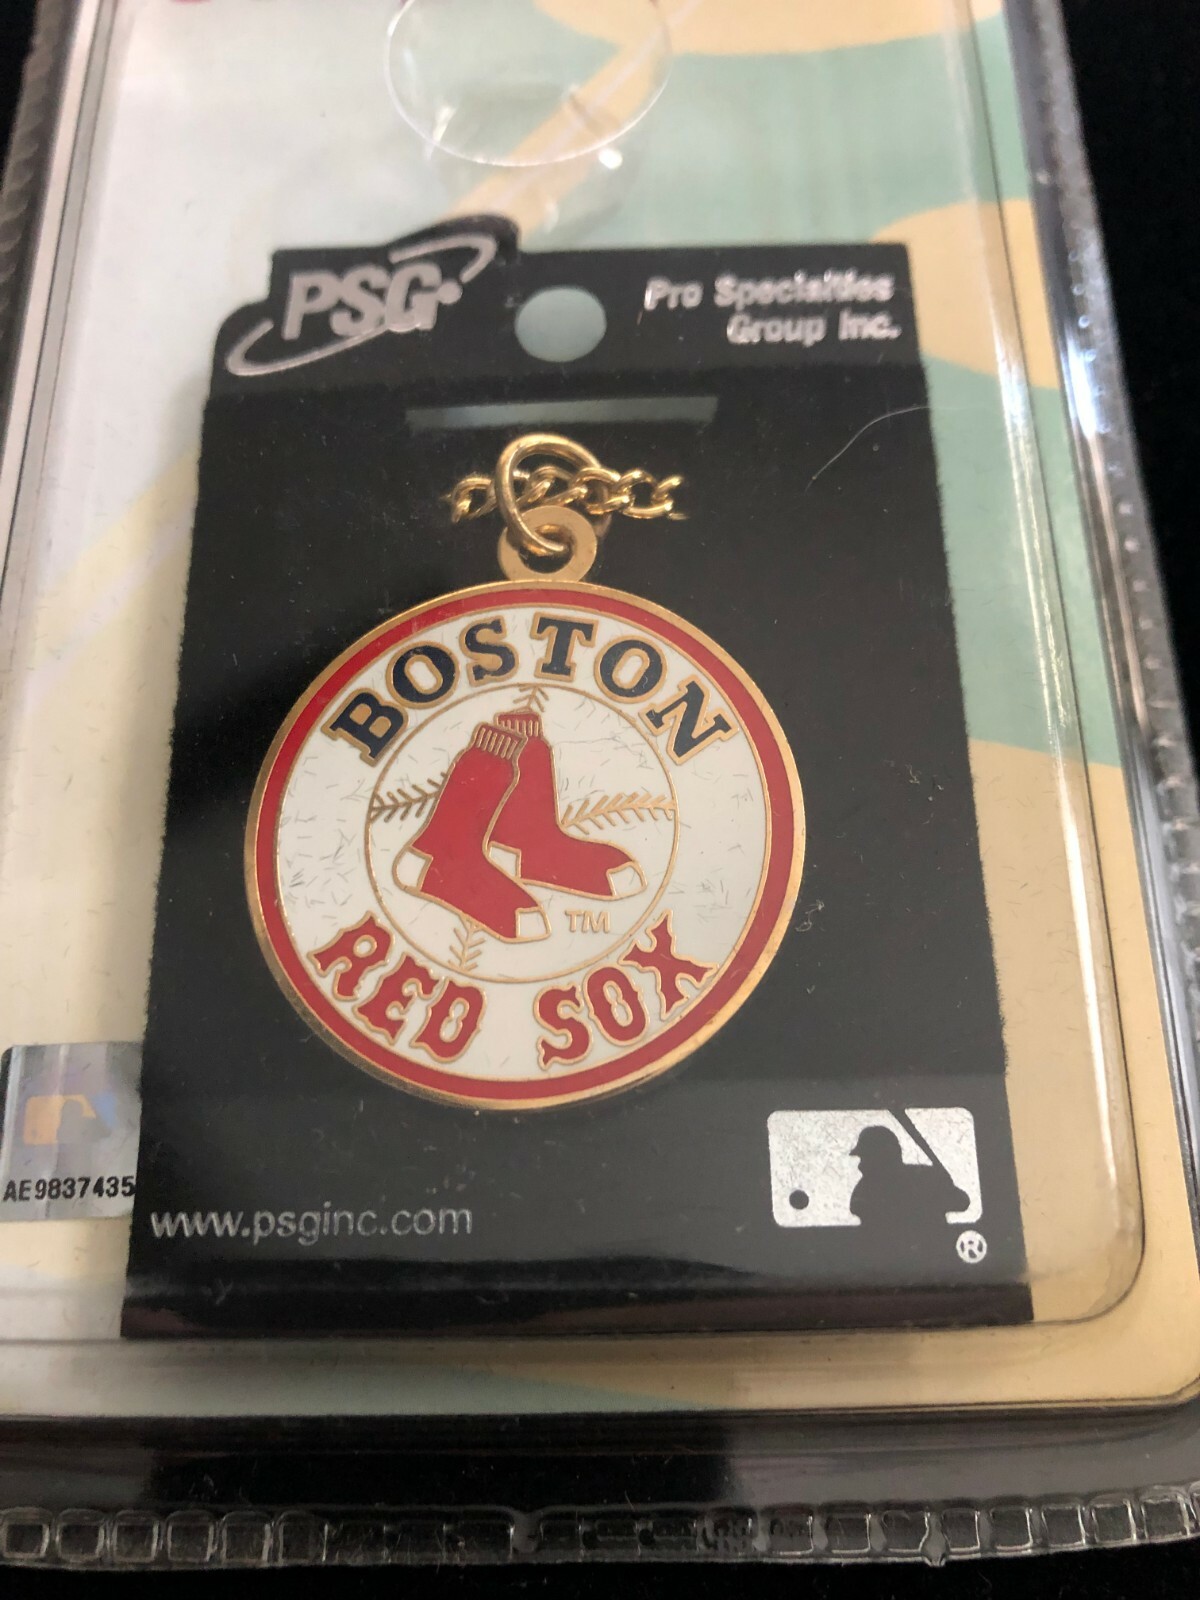 PSG.
Pro Specialties
Group Inc.
BOSTON
TM
RED SOX
AE9837435
www.psginc.com
®